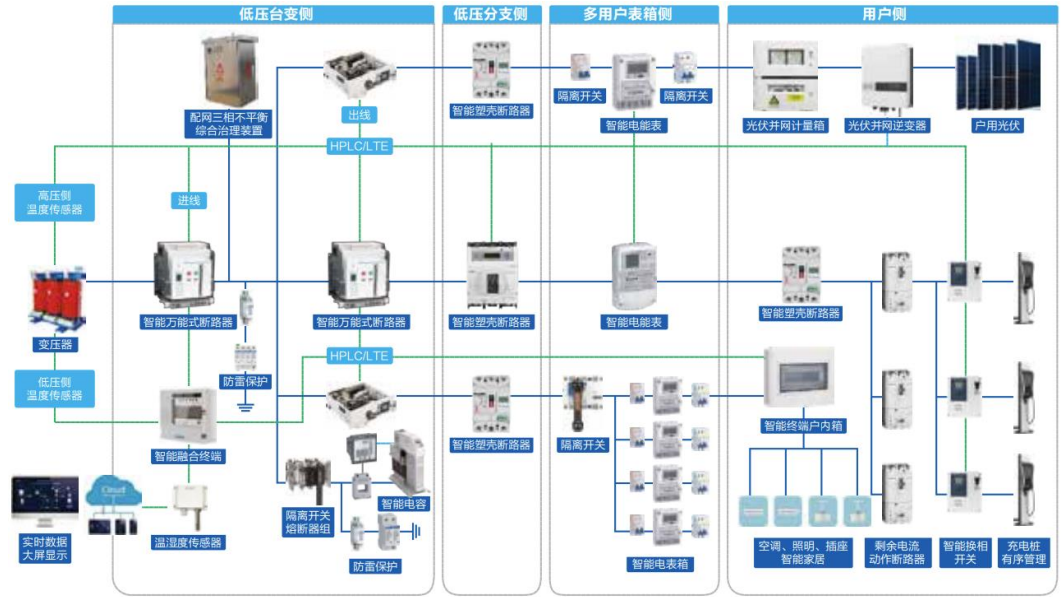 低压台变侧
低压分支侧
多用户表箱侧
用户侧
配网三相不平衡
综合治理装置
出线
智能塑壳断路器
隔离开关
智能电能表
隔离开关
光伏并网计量箱
光伏并网逆变器
户用光伏
HPLC/LTE
高压侧
温度传感器
进线
变压器
智能万能式断路器
智能万能式断路器
智能塑壳断路器
智能电能表
智能塑壳断路器
HPLC/LTE
低压侧
温度传感器
防雷保护
智能融合终端
智能塑壳断路器
隔离开关
智能终端户内箱
Cloud
实时数据
大屏显示
温湿度传感器
隔离开关
熔断器组
智能电容
防雷保护
智能电表箱
空调、照明、插座
智能家居
剩余电流
动作断路器
智能换相
开关
充电桩
有序管理